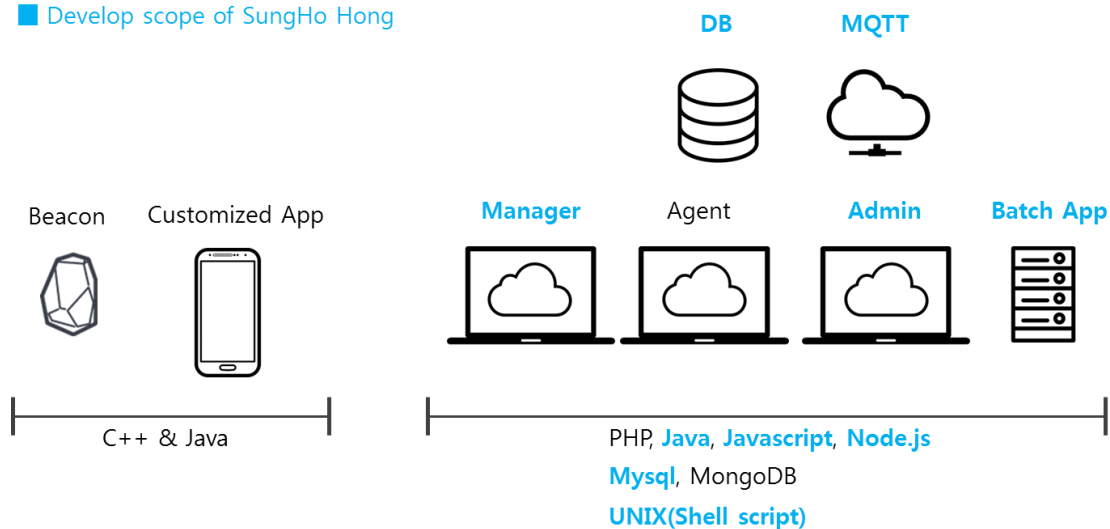 Develop scope of SungHo Hong
DB
MQTT
Beacon
Customized App
Manager
Agent
Admin
Batch App
C++ & Java
PHP, Java, Javascript, Node.js
Mysql, MongoDB
UNIX(Shell script)